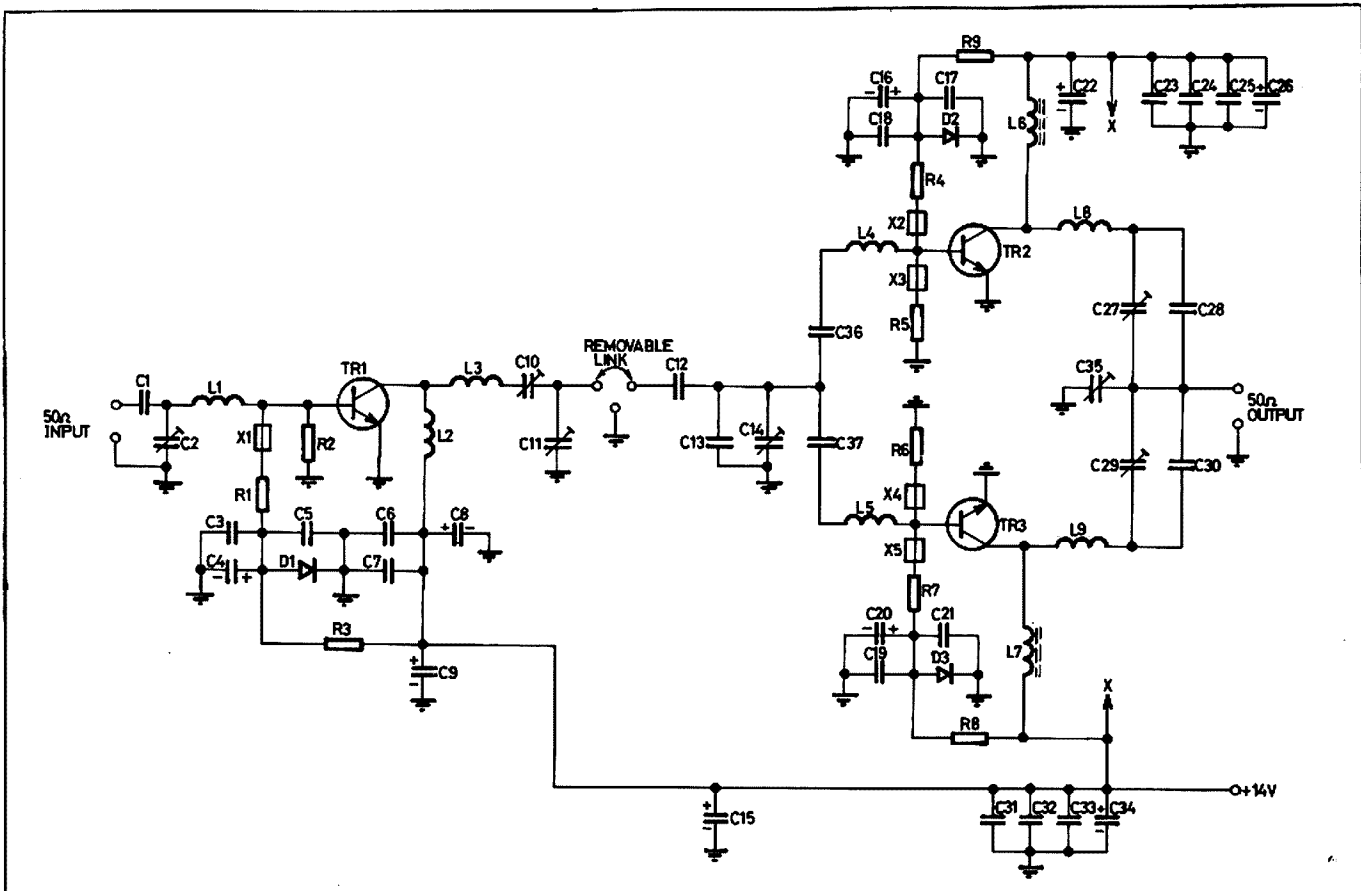 R9
C16
C17
C22
C23
C24
C25
C26
C18
D2
L6
X
R4
X2
L4
L8
TR2
X3
C36
R5
C27
C28
REMOVABLE
LINK
TR1
L3
C10
C12
C35
C1
L1
50Ω
INPUT
50Ω
OUTPUT
C2
X1
R2
L2
C11
C13
C14
C37
R6
C29
C30
R1
X4
L5
TR3
C3
C5
C6
C8
X5
L9
C4
D1
C7
R7
C20
C21
R3
C19
D3
L7
C9
X
R8
+14V
C15
C31
C32
C33
C34